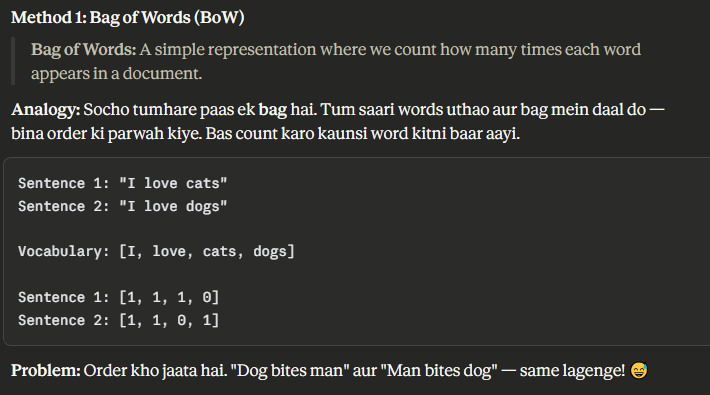 Method 1: Bag of Words (BoW)
Bag of Words: A simple representation where we count how many times each word
appears in a document.
Analogy: Socho tumhare paas ek bag hai. Tum saari words uthao aur bag mein daal do —
bina order ki parwah kiye. Bas count karo kaunsi word kitni baar aayi.
Sentence 1: "I love cats"
Sentence 2: "I love dogs"
Vocabulary: [I, love, cats, dogs]
Sentence 1: [1, 1, 1, 0]
Sentence 2: [1, 1, 0, 1]
Problem: Order kho jaata hai. "Dog bites man" aur "Man bites dog" — same lagenge! 😅